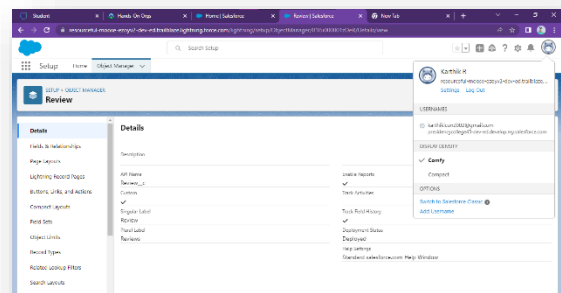 Student
Hands On Orgs
Home | Salesforce
Review | Salesforce
New Tab
Search Setup
Setup
Home
Object Manager
SETUP > OBJECT MANAGER
Review
Details
Fields & Relationships
Page Layouts
Lightning Record Pages
Buttons, Links, and Actions
Compact Layouts
Field Sets
Object Limits
Record Types
Related Lookup Filters
Search Layouts
Details
Description
API Name
Review__c
Custom
Singular Label
Review
Plural Label
Reviews
Enable Reports
Track Activities
Track Field History
Deployment Status
Deployed
Help Settings
Standard salesforce.com Help Window
Karthik B
Settings Log Out
USERNAMES
DISPLAY DENSITY
Comfy
Compact
OPTIONS
Switch to Salesforce Classic
Add Username